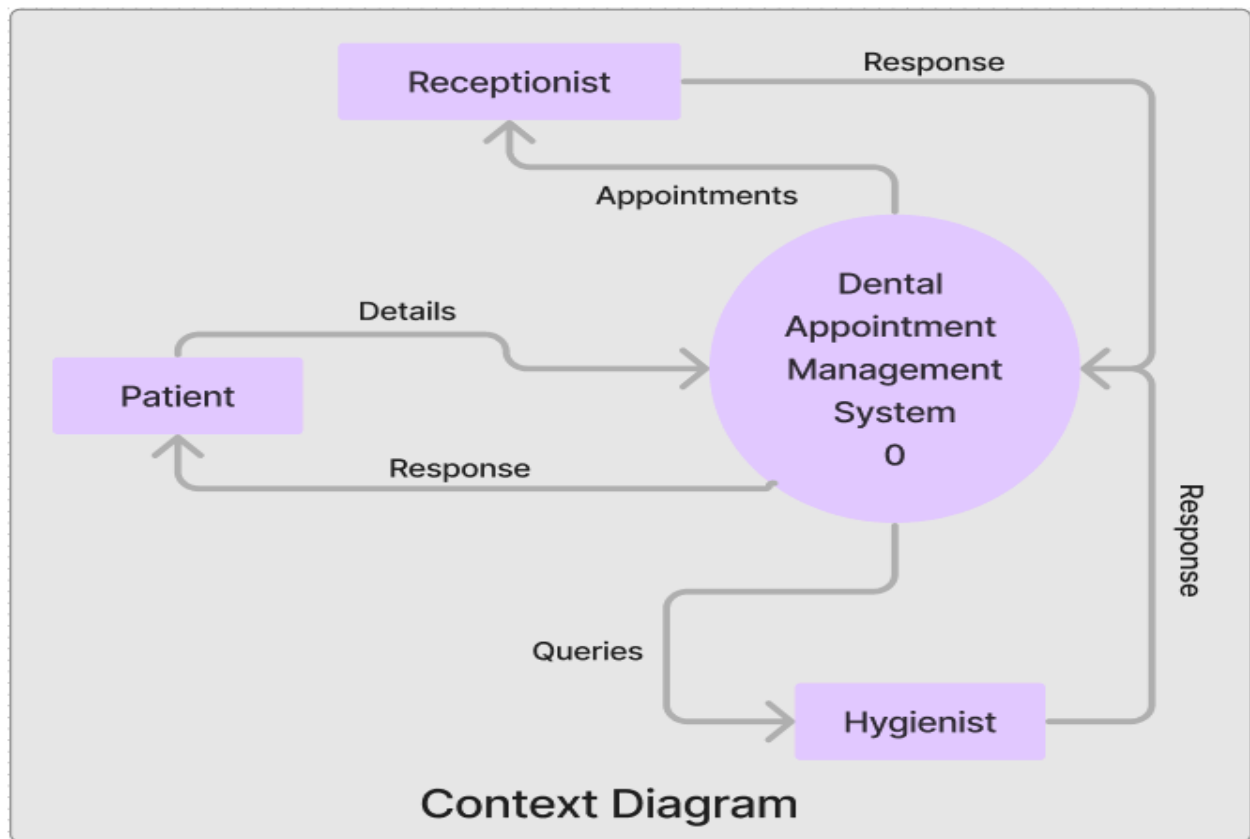 Response
Receptionist
Appointments
Dental
Appointment
Management
System
0
Details
Patient
Response
Response
Queries
Hygienist
Context Diagram